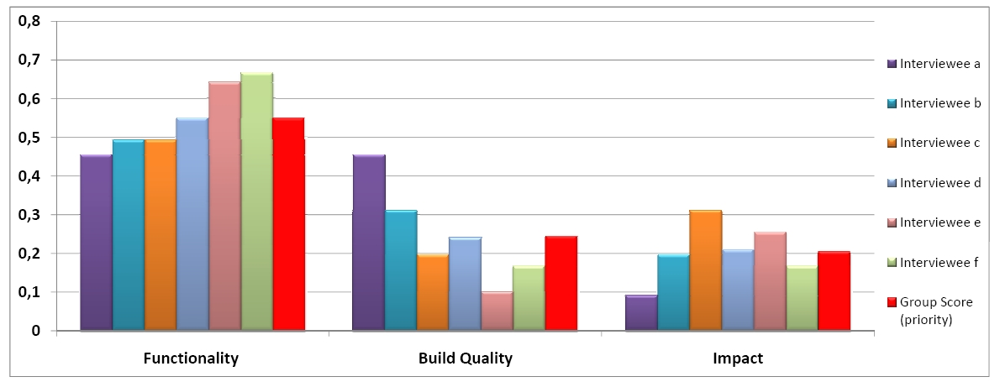 0,8
0,7
0,6
0,5
0,4
0,3
0,2
0,1
0
Functionality
Build Quality
Impact
Interviewee a
Interviewee b
Interviewee c
Interviewee d
Interviewee e
Interviewee f
Group Score
(priority)